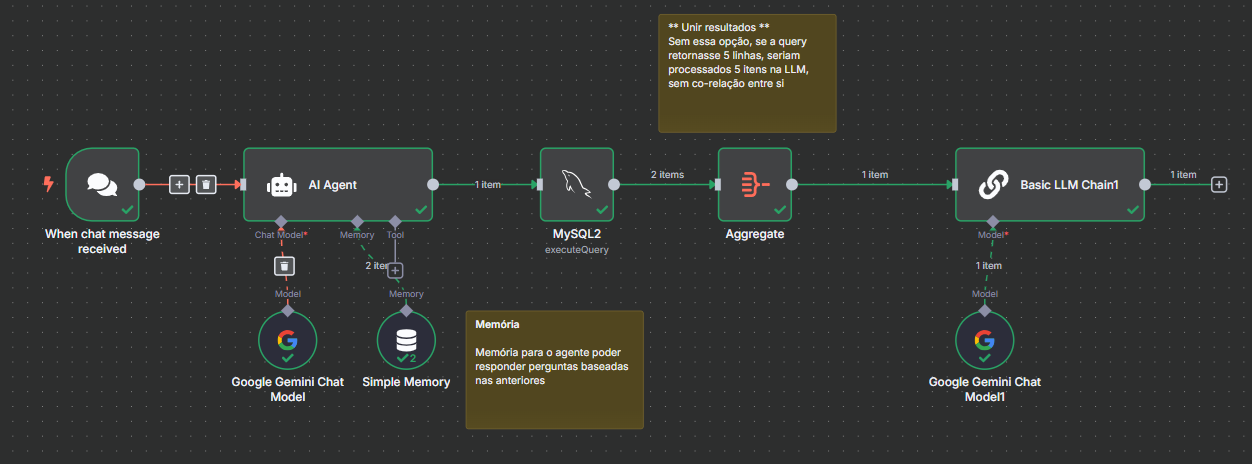 ** Unir resultados **
Sem essa opção, se a query
retornasse 5 linhas, seriam
processados 5 itens na LLM,
sem co-relação entre si
AI Agent
1 item
2 items
1 item
Basic LLM Chain1
1 item
When chat message
received
Chat Model*
Memory
Tool
MySQL2
executeQuery
Aggregate
Model*
2 iter
1 item
Model
Memory
Model
Memória
Memória para o agente poder
responder perguntas baseadas
nas anteriores
2
Google Gemini Chat
Model
Simple Memory
Google Gemini Chat
Model1